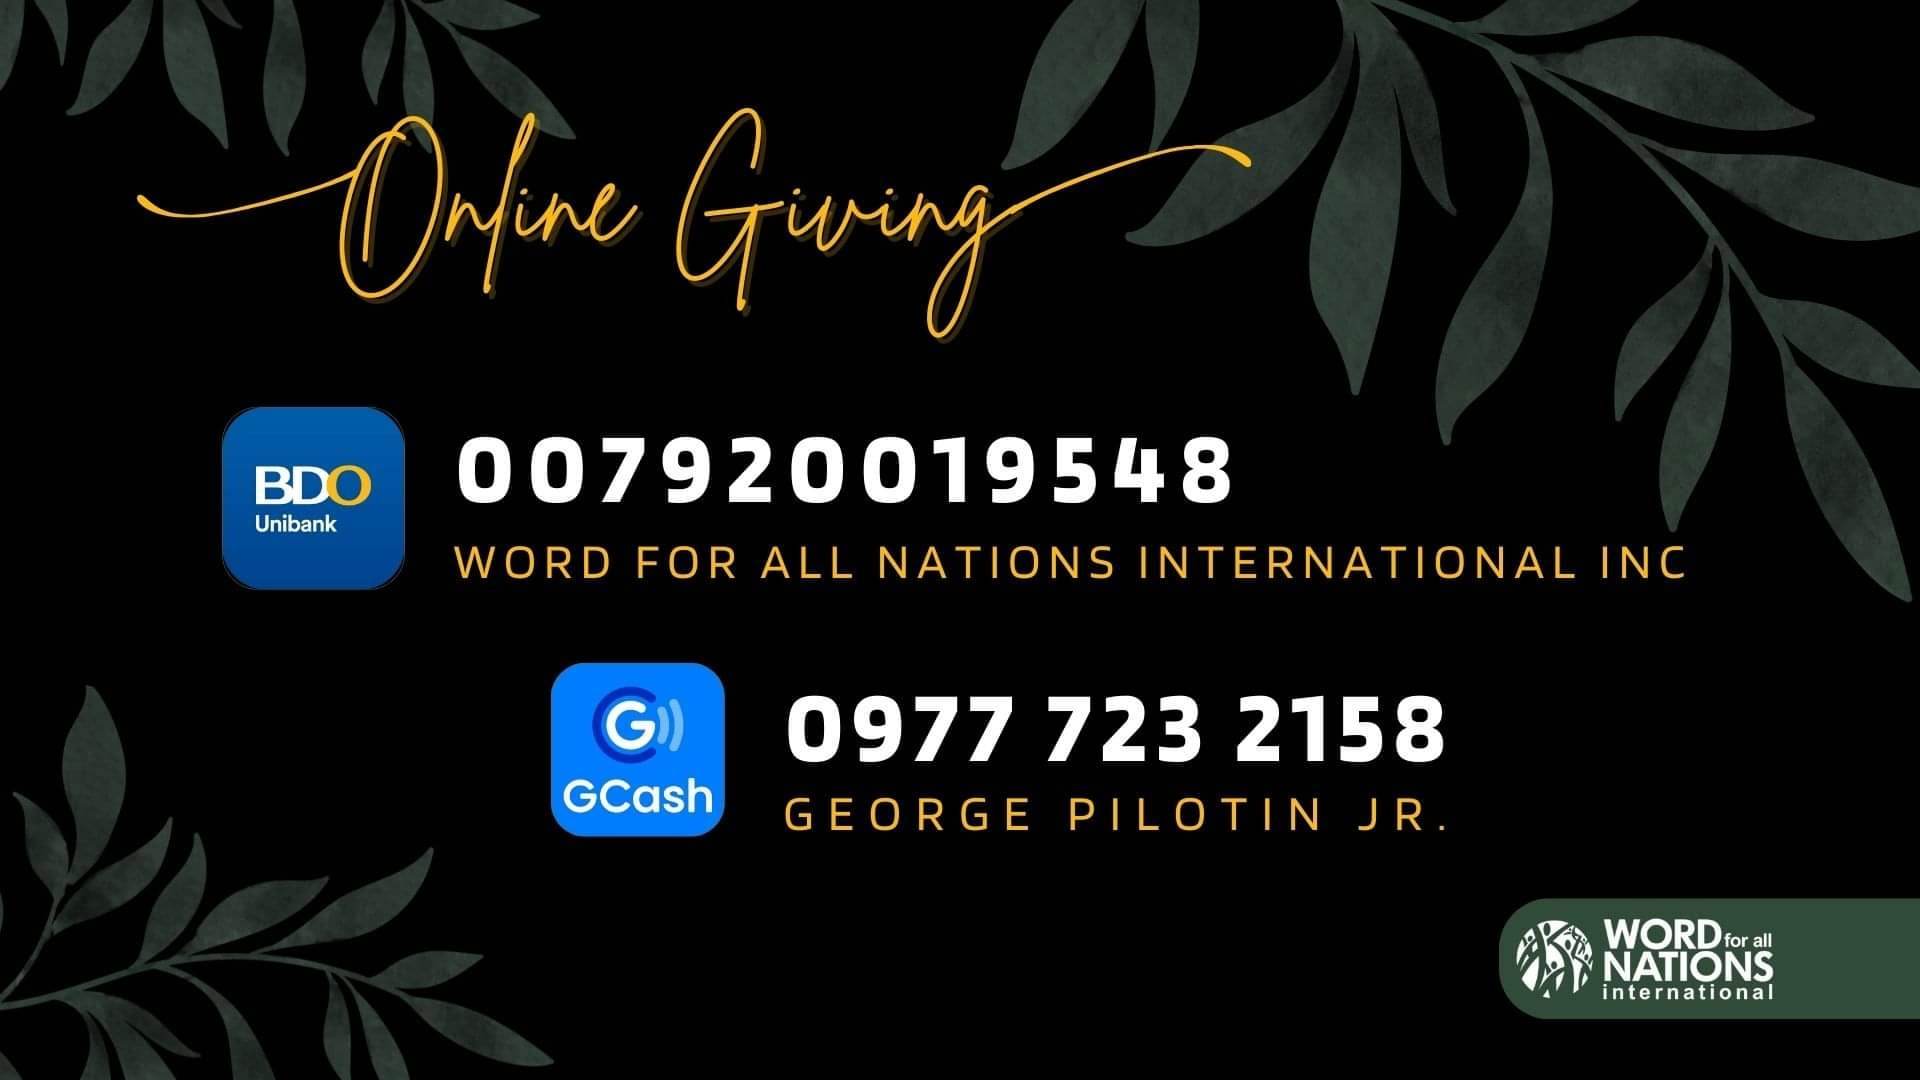 Online Giving
BDO
Unibank
007920019548
WORD FOR ALL NATIONS INTERNATIONAL INC
G
GCash
0977 723 2158
GEORGE PILOTIN JR.
WORD for all
NATIONS
international